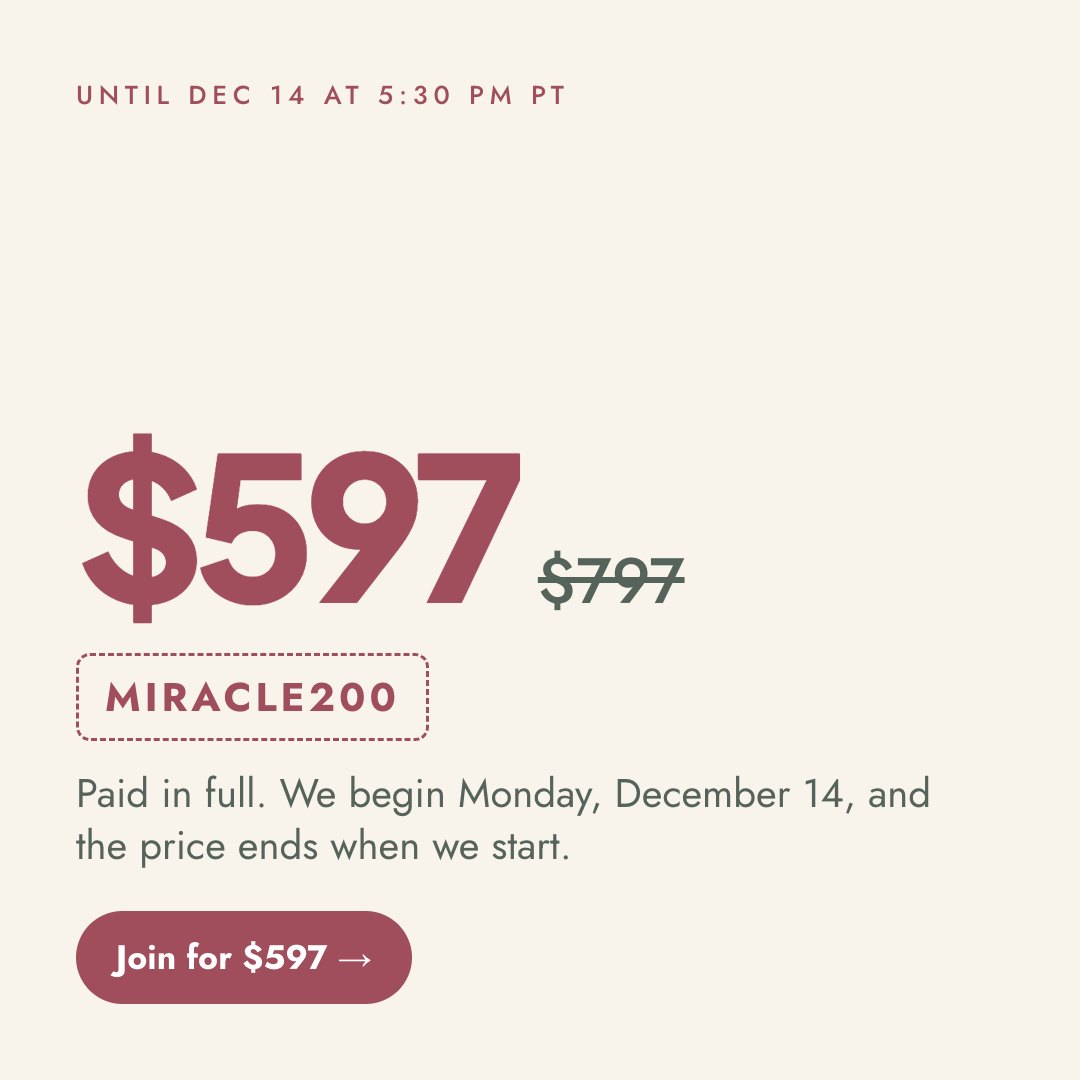 UNTIL DEC 14 AT 5:30 PM PT
$597 $797
MIRACLE200
Paid in full. We begin Monday, December 14, and
the price ends when we start.
Join for $597 →